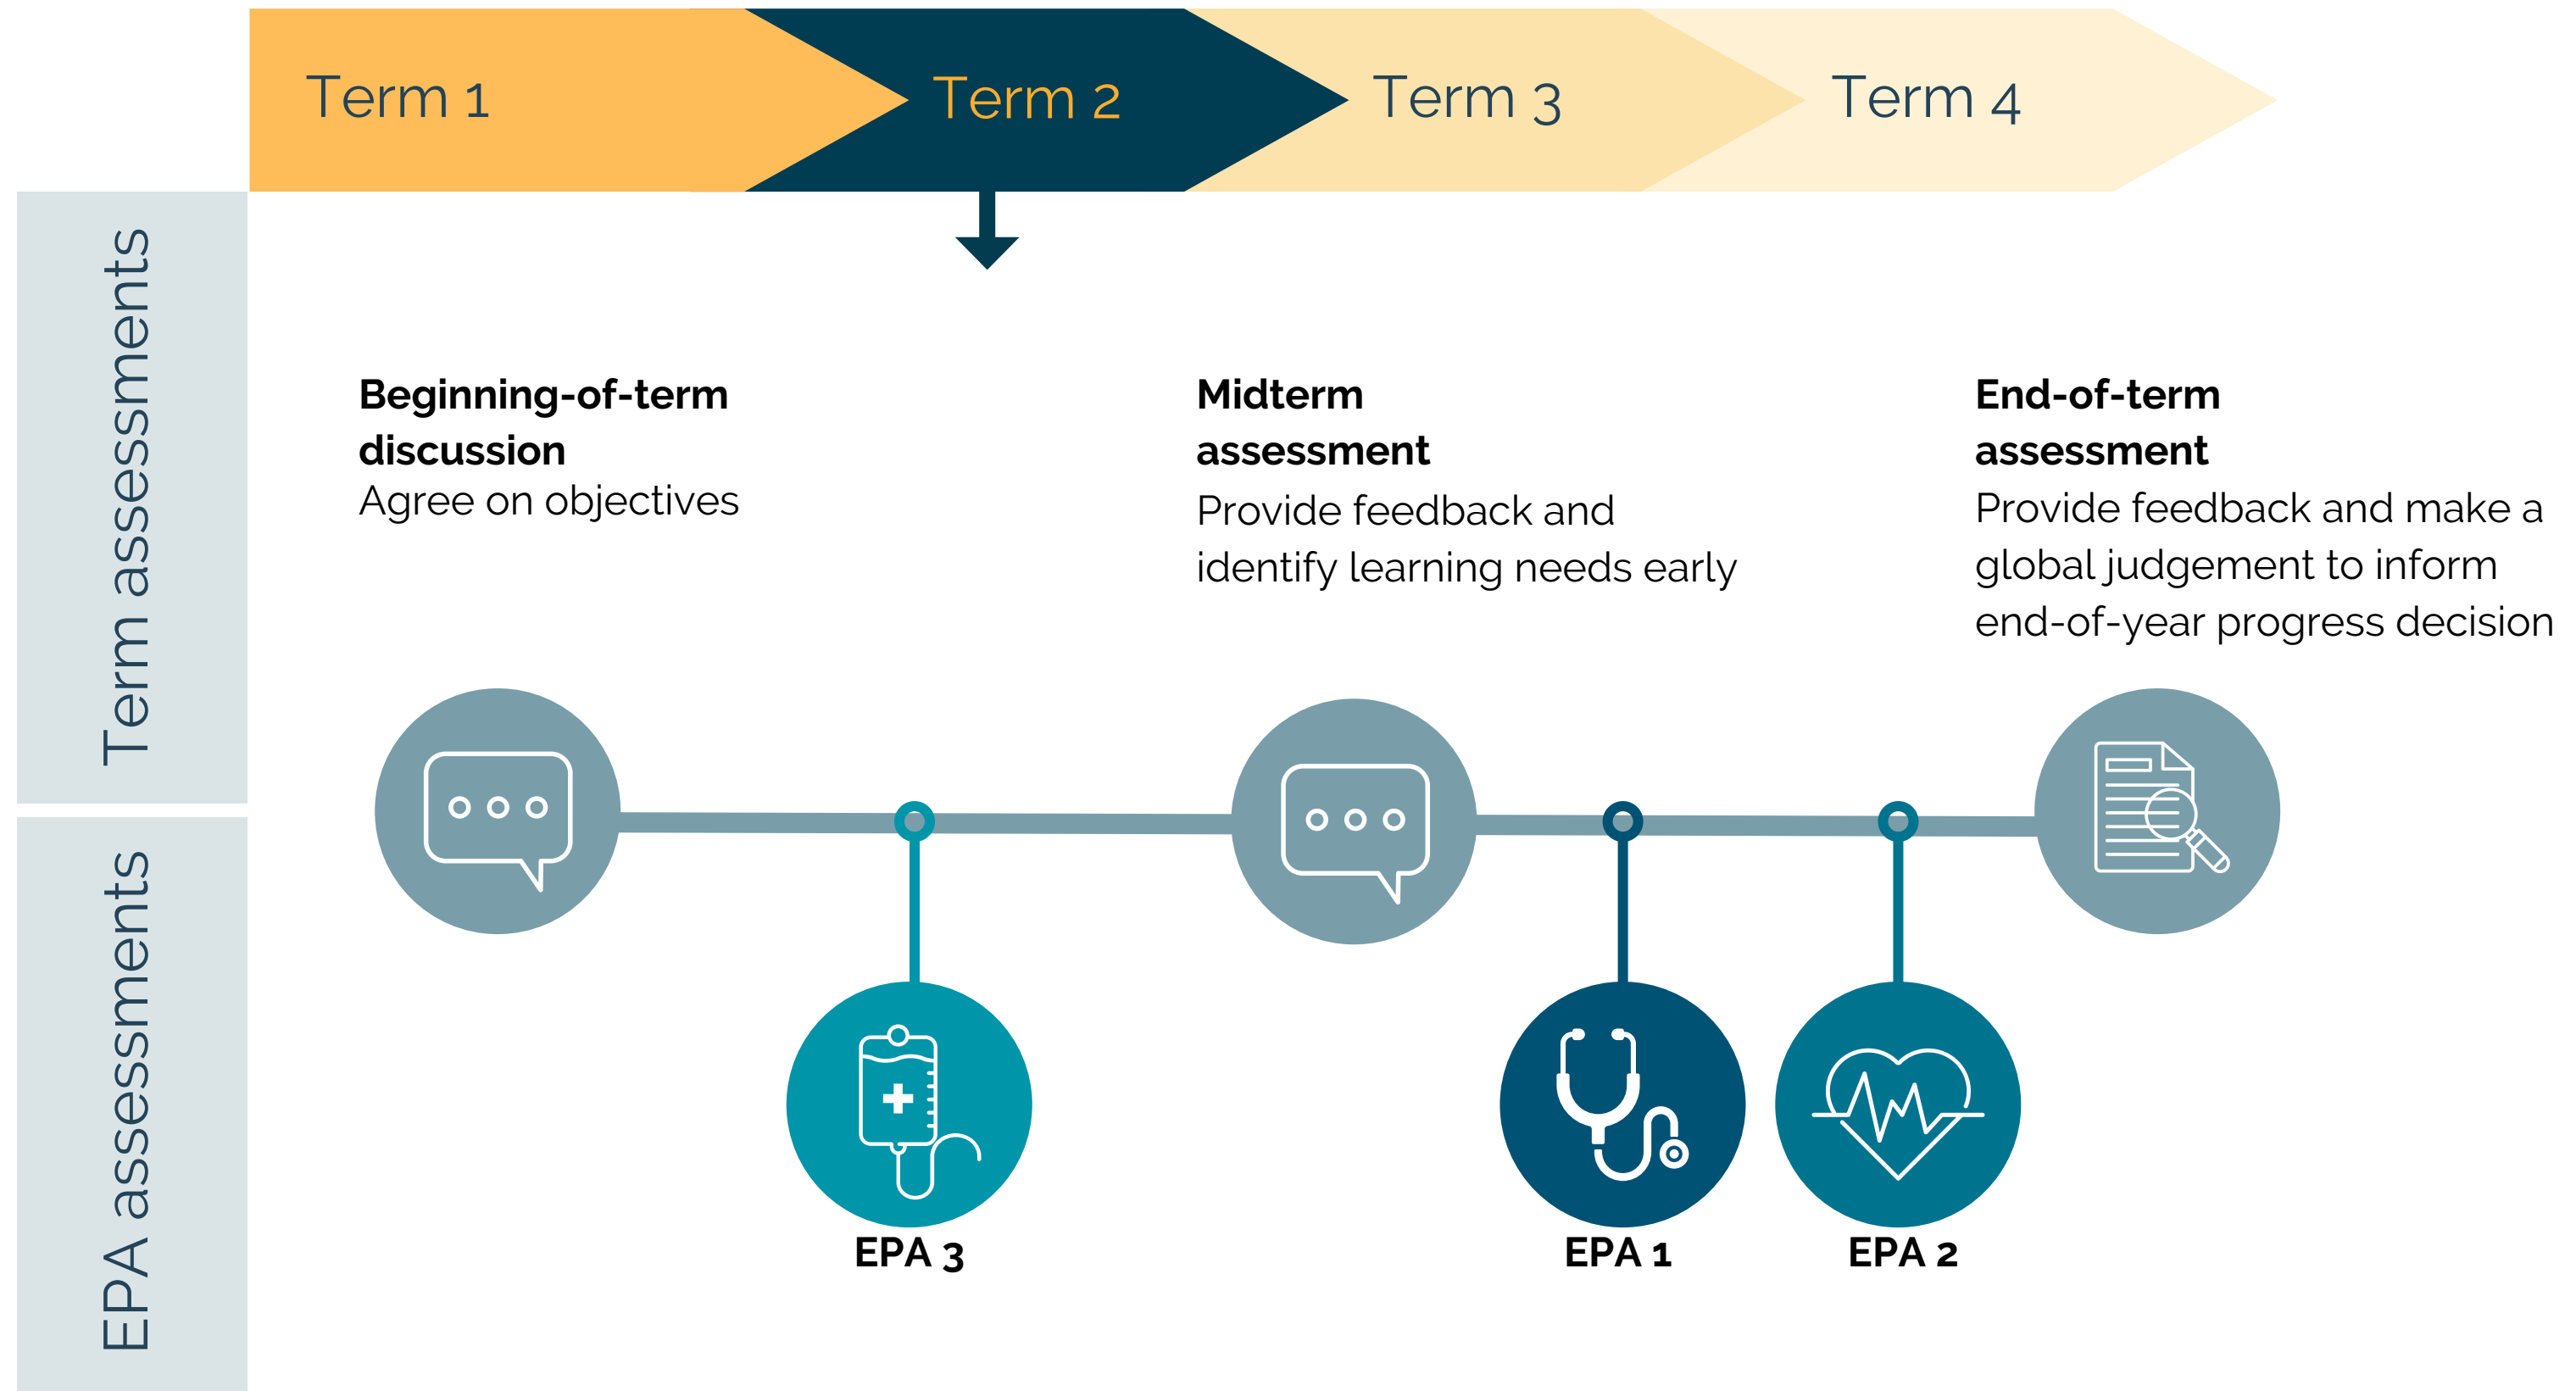 Term 1
Term 2
Term 3
Term 4
Term assessments
Beginning-of-term
discussion
Agree on objectives
Midterm
assessment
Provide feedback and
identify learning needs early
End-of-term
assessment
Provide feedback and make a
global judgement to inform
end-of-year progress decision
EPA assessments
EPA 3
EPA 1
EPA 2